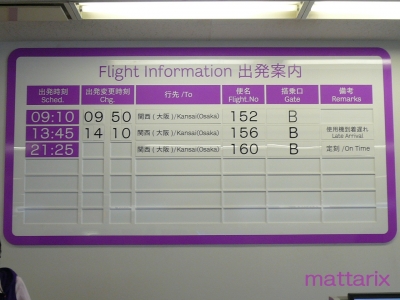 Flight Information 出発案内
出発時刻 出発変更時刻 行先 /To 便名 搭乗口 備考
Sched. Chg. Flight.No Gate Remarks
09:10 09 50 関西 ( 大阪 )/Kansai(Osaka) 152 B
13:45 14 10 関西 ( 大阪 )/Kansai(Osaka) 156 B 使用機到着遅れ
Late Arrival
21:25 関西 ( 大阪 )/Kansai(Osaka) 160 B 定刻 /On Time
mattarix